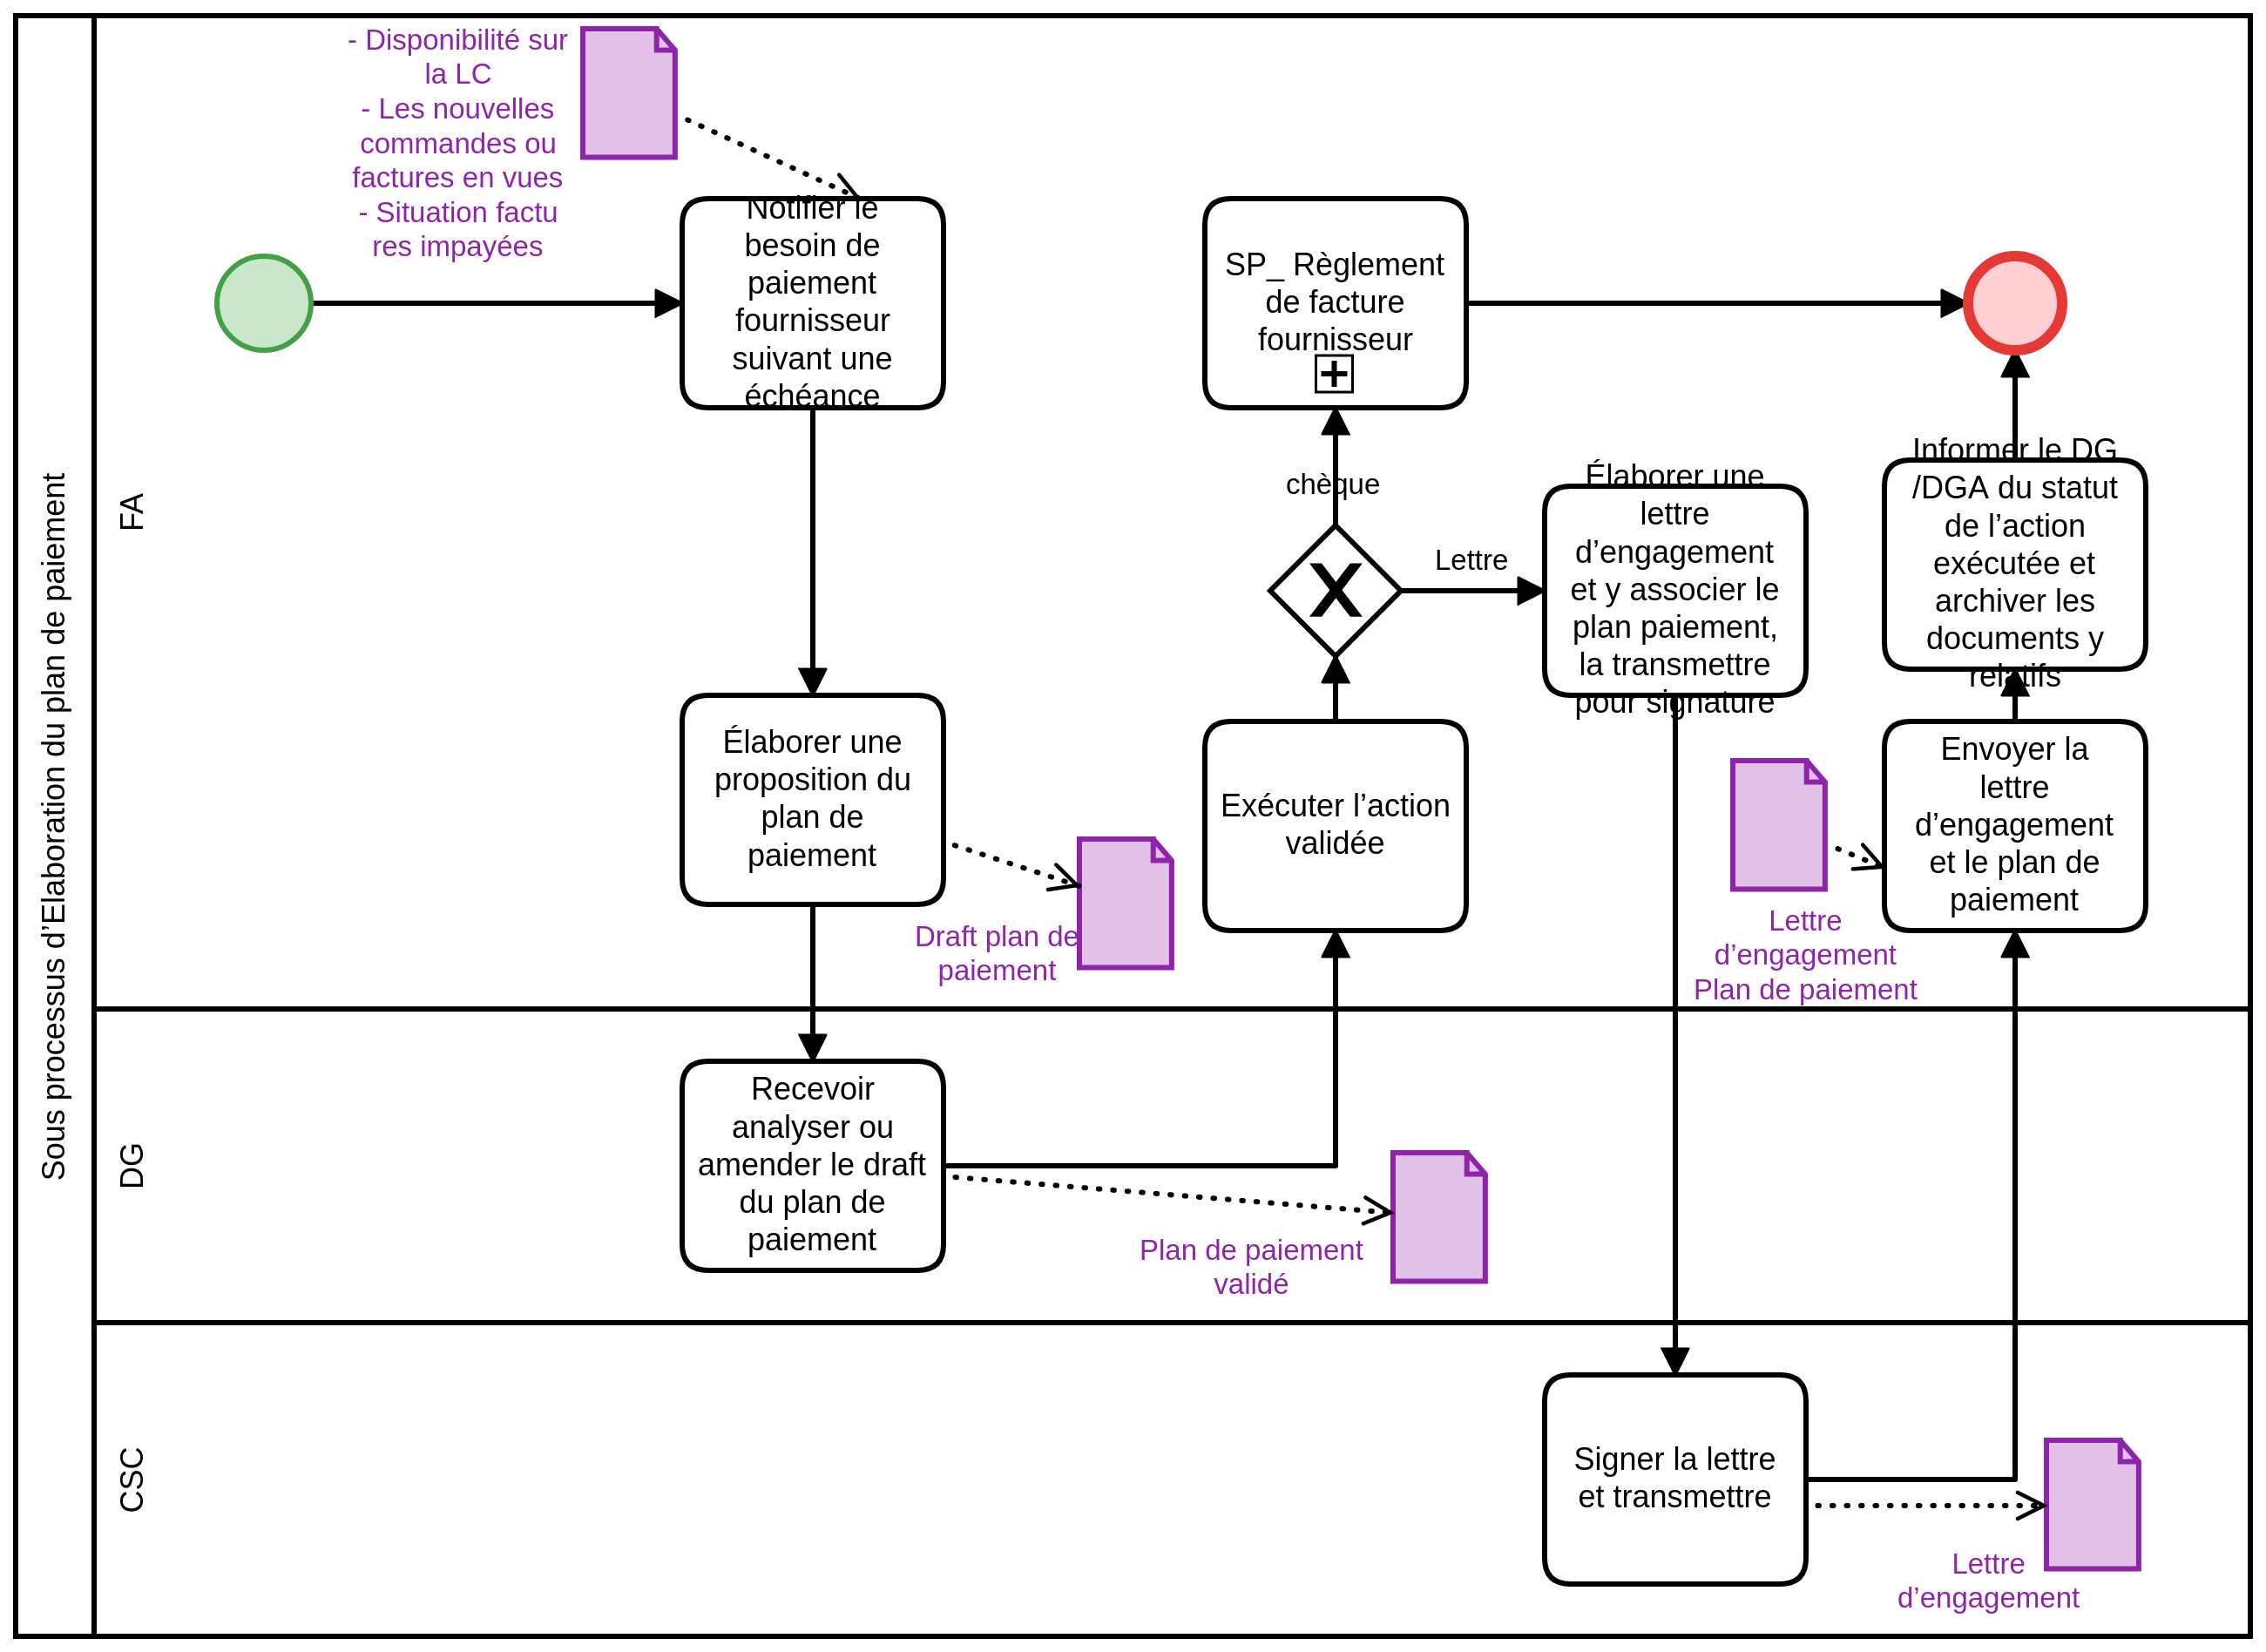 Sous processus d’Elaboration du plan de paiement
FA
- Disponibilité sur
la LC
- Les nouvelles
commandes ou
factures en vues
- Situation factu
res impayées
Notifier le
besoin de
paiement
fournisseur
suivant une
échéance
SP_ Règlement
de facture
fournisseur
chèque
Lettre
Élaborer une
lettre
d’engagement
et y associer le
plan paiement,
la transmettre
pour signature
Informer le DG
/DGA du statut
de l’action
exécutée et
archiver les
documents y
relatifs
Élaborer une
proposition du
plan de
paiement
Draft plan de
paiement
Exécuter l’action
validée
Envoyer la
lettre
d’engagement
et le plan de
paiement
Lettre
d’engagement
Plan de paiement
DG
Recevoir
analyser ou
amender le draft
du plan de
paiement
Plan de paiement
validé
CSC
Signer la lettre
et transmettre
Lettre
d’engagement